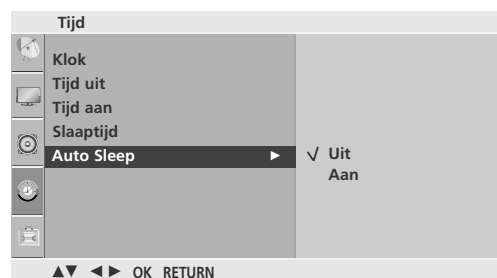 Tijd
Klok
Tijd uit
Tijd aan
Slaaptijd
Auto Sleep ►
√ Uit
Aan
▲▼ ◄► OK RETURN